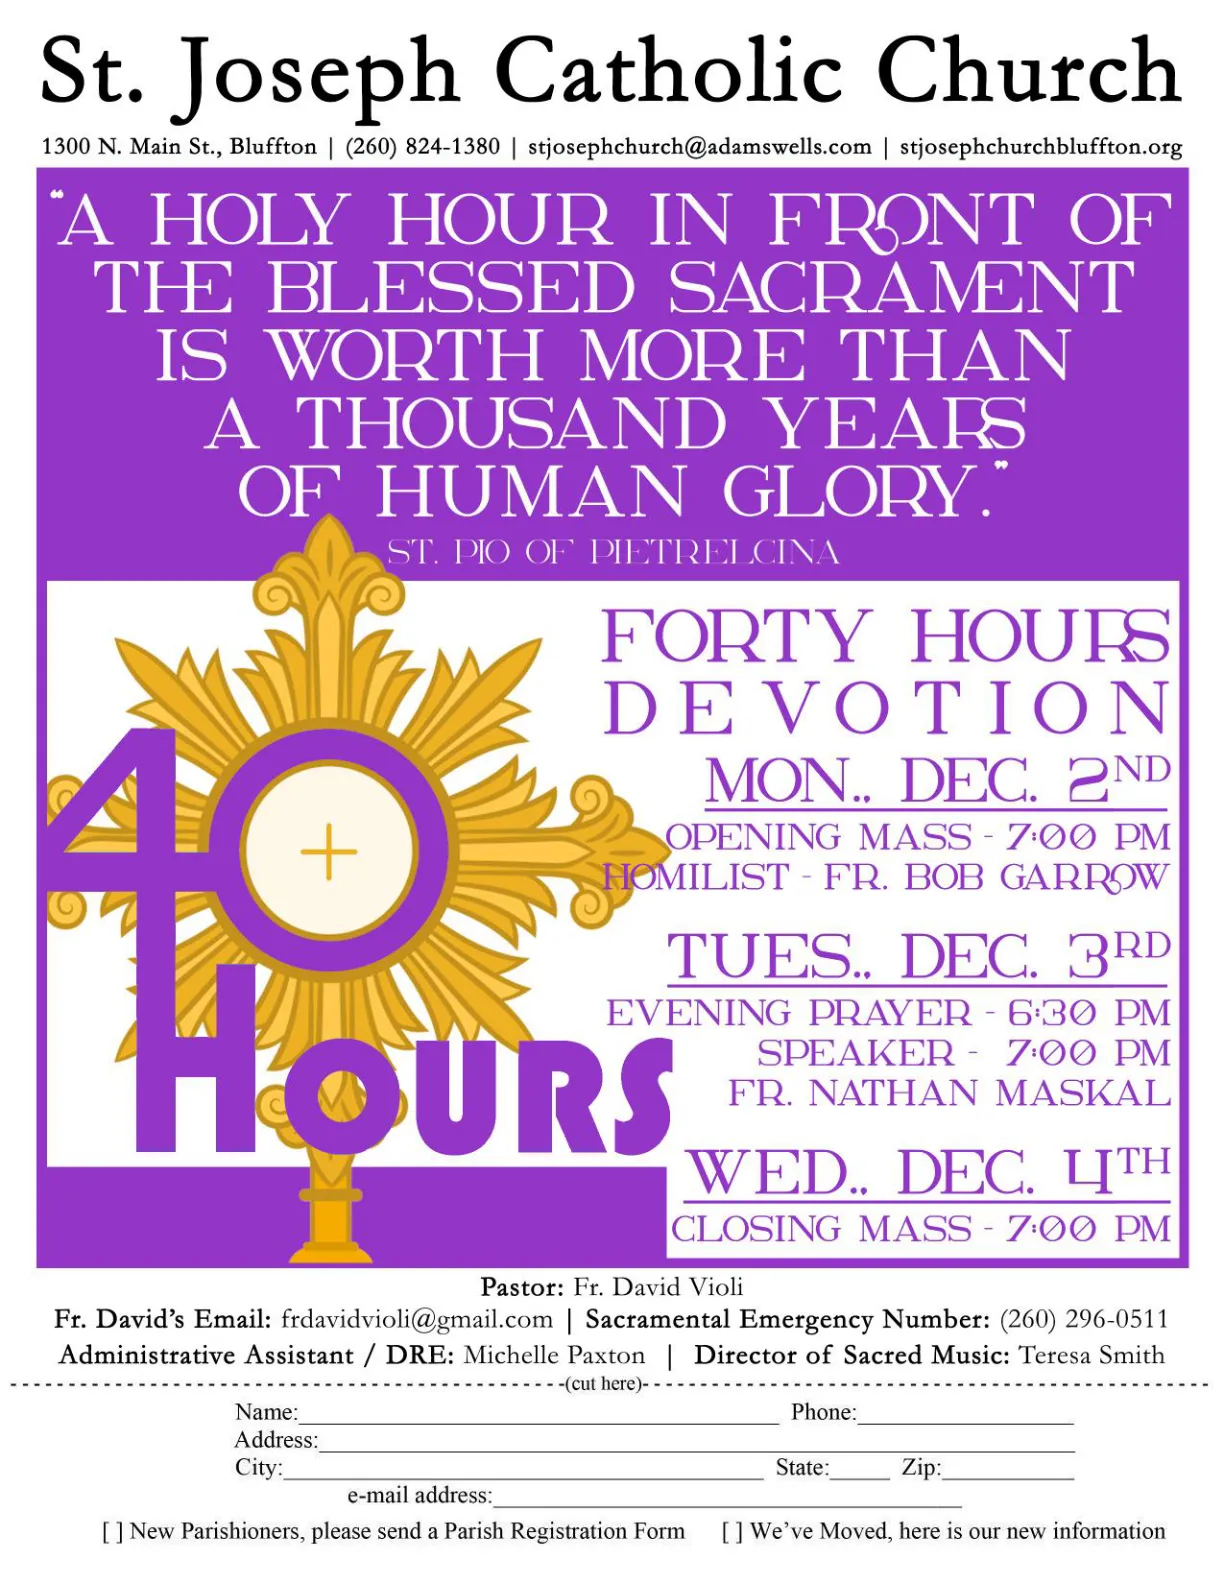 St. Joseph Catholic Church
1300 N. Main St., Bluffton | (260) 824-1380 | stjosephchurch@adamswells.com | stjosephchurchbluffton.org
“A HOLY HOUR IN FRONT OF
THE BLESSED SACRAMENT
IS WORTH MORE THAN
A THOUSAND YEARS
OF HUMAN GLORY.”
ST. PIO OF PIETRELCINA
40
HOURS
FORTY HOURS
DEVOTION
MON., DEC. 2ND
OPENING MASS - 7:00 PM
HOMILIST - FR. BOB GARROW
TUES., DEC. 3RD
EVENING PRAYER - 6:30 PM
SPEAKER - 7:00 PM
FR. NATHAN MASKAL
WED., DEC. 4TH
CLOSING MASS - 7:00 PM
Pastor: Fr. David Violi
Fr. David’s Email: frdavidvioli@gmail.com | Sacramental Emergency Number: (260) 296-0511
Administrative Assistant / DRE: Michelle Paxton | Director of Sacred Music: Teresa Smith
(cut here)
Name: Phone:
Address:
City: State: Zip:
e-mail address:
[ ] New Parishioners, please send a Parish Registration Form [ ] We’ve Moved, here is our new information